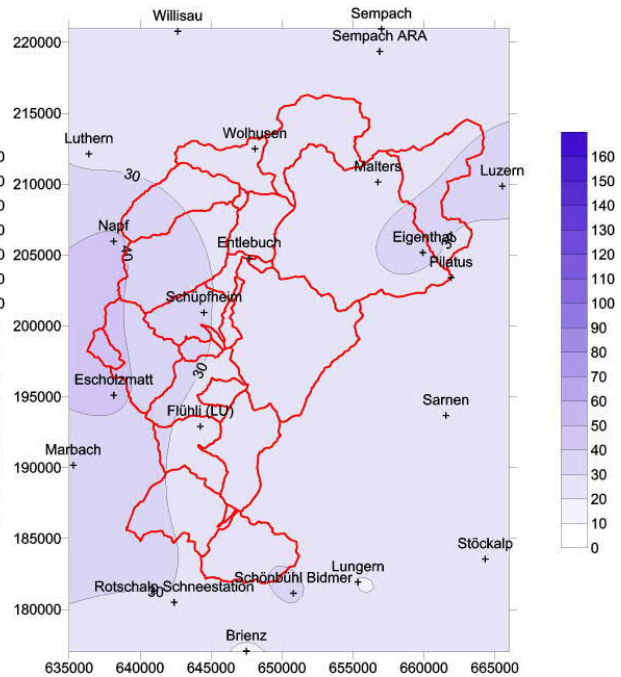 Willisau
Sempach
220000
Sempach ARA
215000
Wolhusen
Luthern
160
30
Malters
150
Luzern
210000
140
130
Napf
Eigenthal
30
120
205000
40
Entlebuch
Pilatus
110
100
Schüpfheim
90
200000
80
70
30
60
195000
Escholzmatt
Flühli (LU)
Sarnen
50
40
Marbach
30
190000
20
10
185000
Stöckalp
0
Lungern
Rotschalp Schneestation
Schönbühl Bidmer
30
180000
Brienz
635000 640000 645000 650000 655000 660000 665000